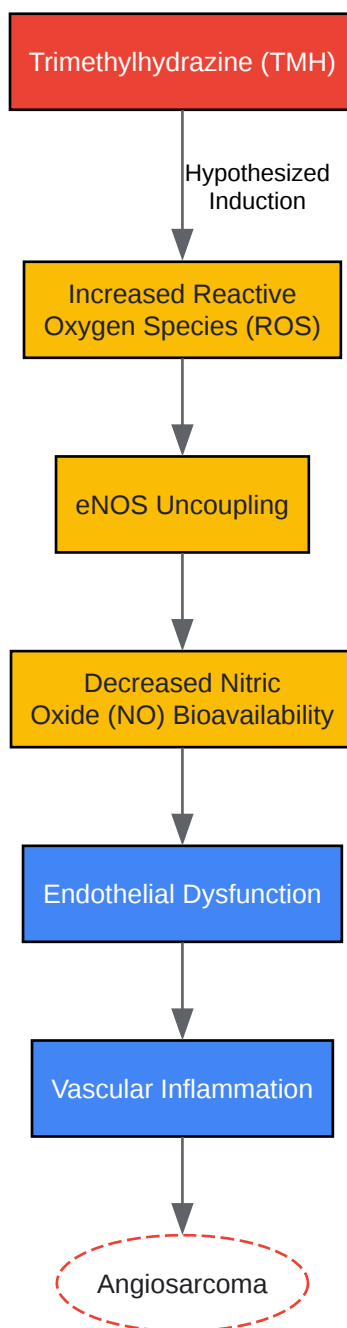 Trimethylhydrazine (TMH)
Hypothesized
Induction
Increased Reactive
Oxygen Species (ROS)
eNOS Uncoupling
Decreased Nitric
Oxide (NO) Bioavailability
Endothelial Dysfunction
Vascular Inflammation
Angiosarcoma